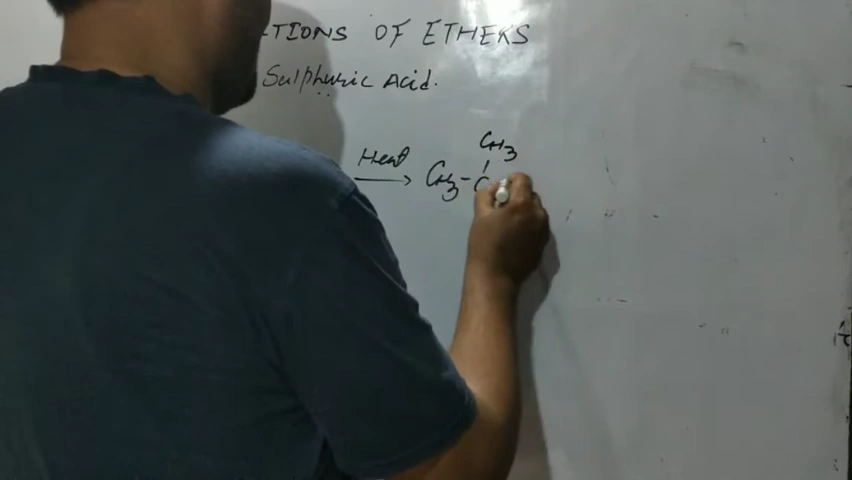 TIONS OF ETHERS
Sulphuric Acid.
CH3
Heat
CH3-C